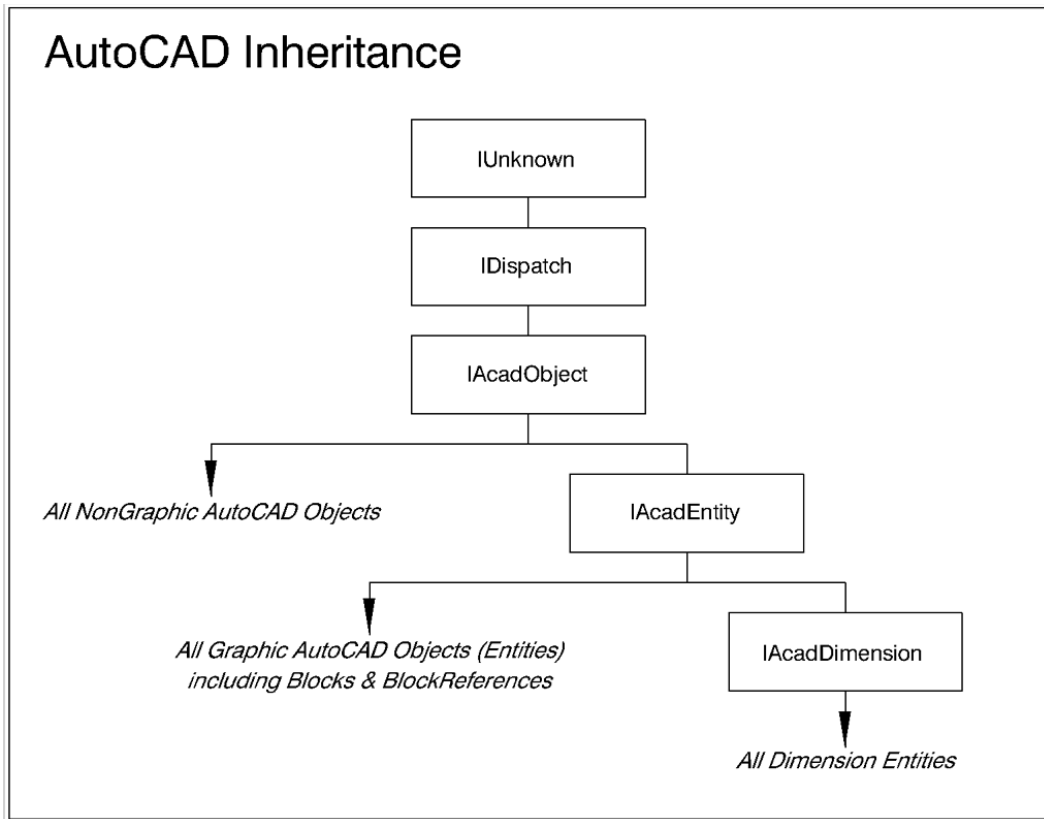 AutoCAD Inheritance
IUnknown
IDispatch
IAcadObject
All NonGraphic AutoCAD Objects
IAcadEntity
All Graphic AutoCAD Objects (Entities)
including Blocks & BlockReferences
IAcadDimension
All Dimension Entities